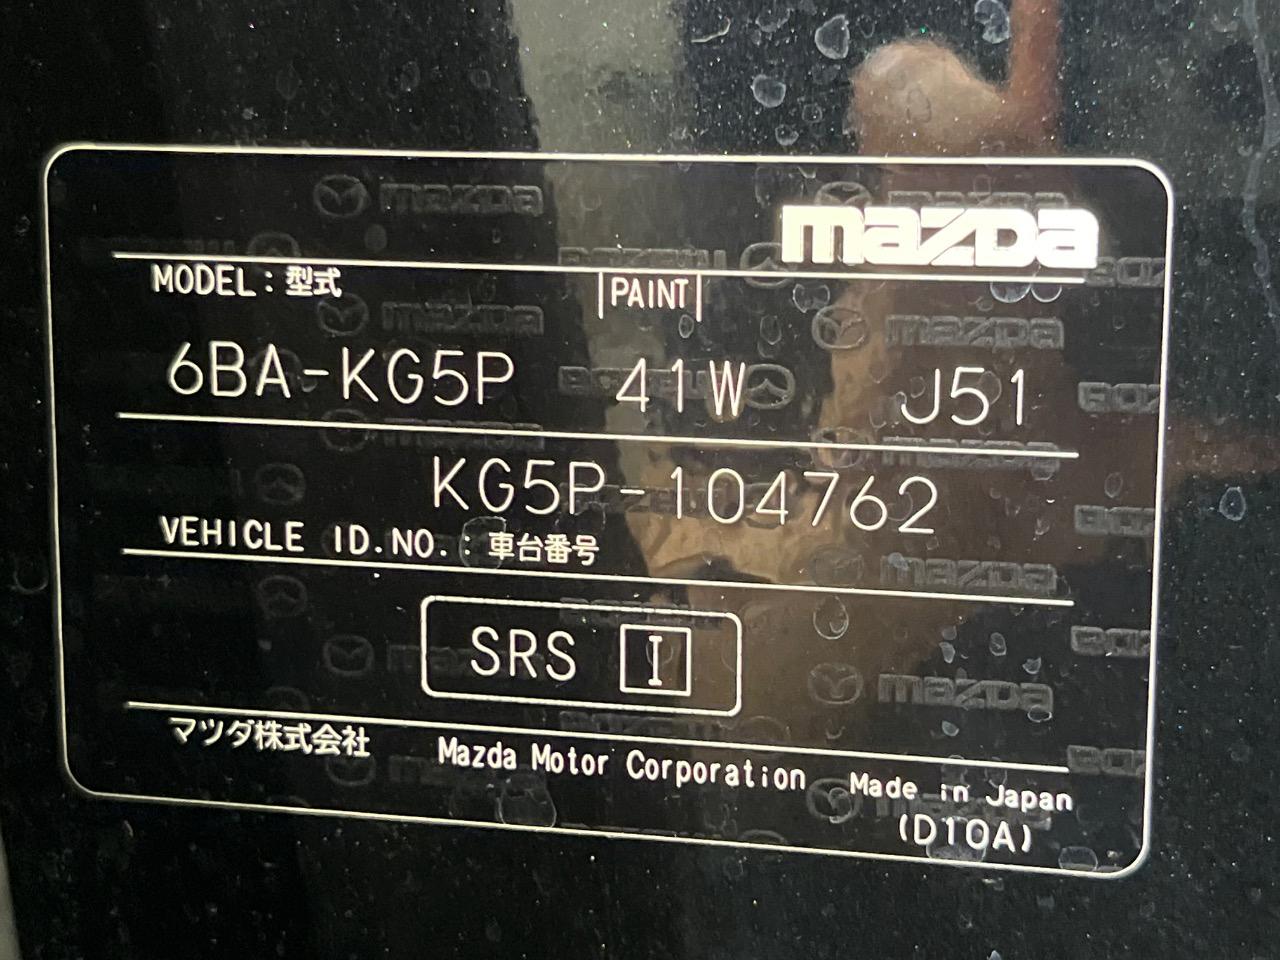 mazda
MODEL:型式 |PAINT|
6BA-KG5P 41W J51
KG5P-104762
VEHICLE ID.NO.:車台番号
SRS I
マツダ株式会社 Mazda Motor Corporation Made in Japan
(D10A)